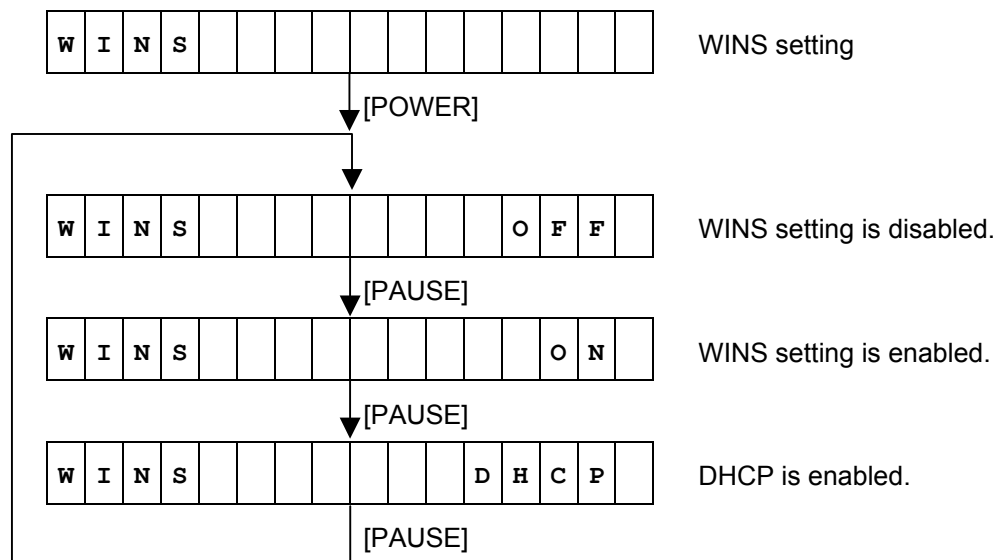 WINS WINS setting
[POWER]
WINS OFF WINS setting is disabled.
[PAUSE]
WINS ON WINS setting is enabled.
[PAUSE]
WINS DHCP DHCP is enabled.
[PAUSE]